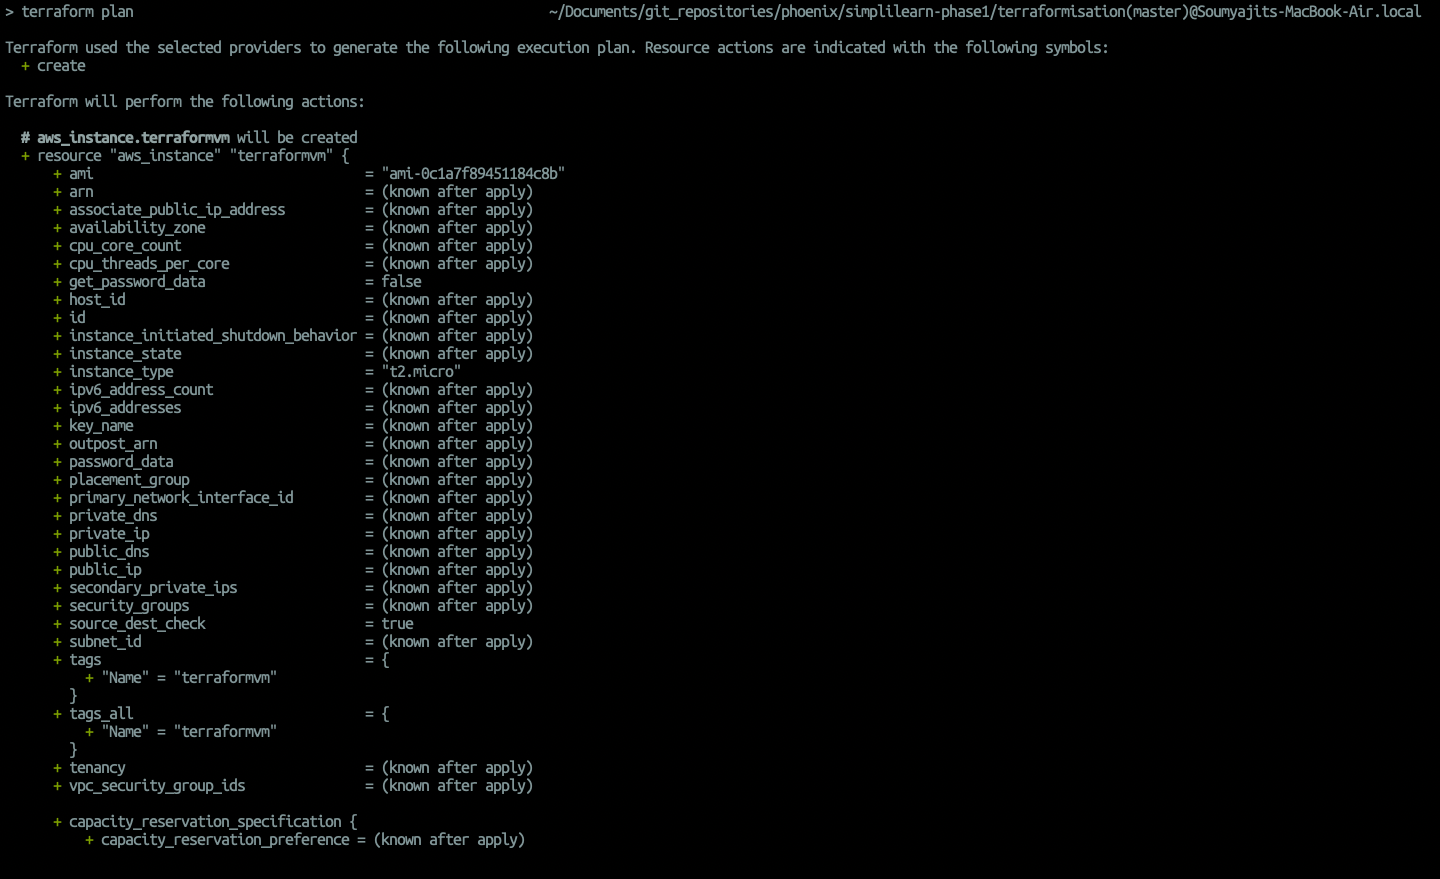 > terraform plan ~/Documents/git_repositories/phoenix/simplilearn-phase1/terraformisation(master)@Soumyajits-MacBook-Air.local
Terraform used the selected providers to generate the following execution plan. Resource actions are indicated with the following symbols:
+ create
Terraform will perform the following actions:
# aws_instance.terraformvm will be created
+ resource "aws_instance" "terraformvm" {
+ ami = "ami-0c1a7f89451184c8b"
+ arn = (known after apply)
+ associate_public_ip_address = (known after apply)
+ availability_zone = (known after apply)
+ cpu_core_count = (known after apply)
+ cpu_threads_per_core = (known after apply)
+ get_password_data = false
+ host_id = (known after apply)
+ id = (known after apply)
+ instance_initiated_shutdown_behavior = (known after apply)
+ instance_state = (known after apply)
+ instance_type = "t2.micro"
+ ipv6_address_count = (known after apply)
+ ipv6_addresses = (known after apply)
+ key_name = (known after apply)
+ outpost_arn = (known after apply)
+ password_data = (known after apply)
+ placement_group = (known after apply)
+ primary_network_interface_id = (known after apply)
+ private_dns = (known after apply)
+ private_ip = (known after apply)
+ public_dns = (known after apply)
+ public_ip = (known after apply)
+ secondary_private_ips = (known after apply)
+ security_groups = (known after apply)
+ source_dest_check = true
+ subnet_id = (known after apply)
+ tags = {
+ "Name" = "terraformvm"
}
+ tags_all = {
+ "Name" = "terraformvm"
}
+ tenancy = (known after apply)
+ vpc_security_group_ids = (known after apply)
+ capacity_reservation_specification {
+ capacity_reservation_preference = (known after apply)